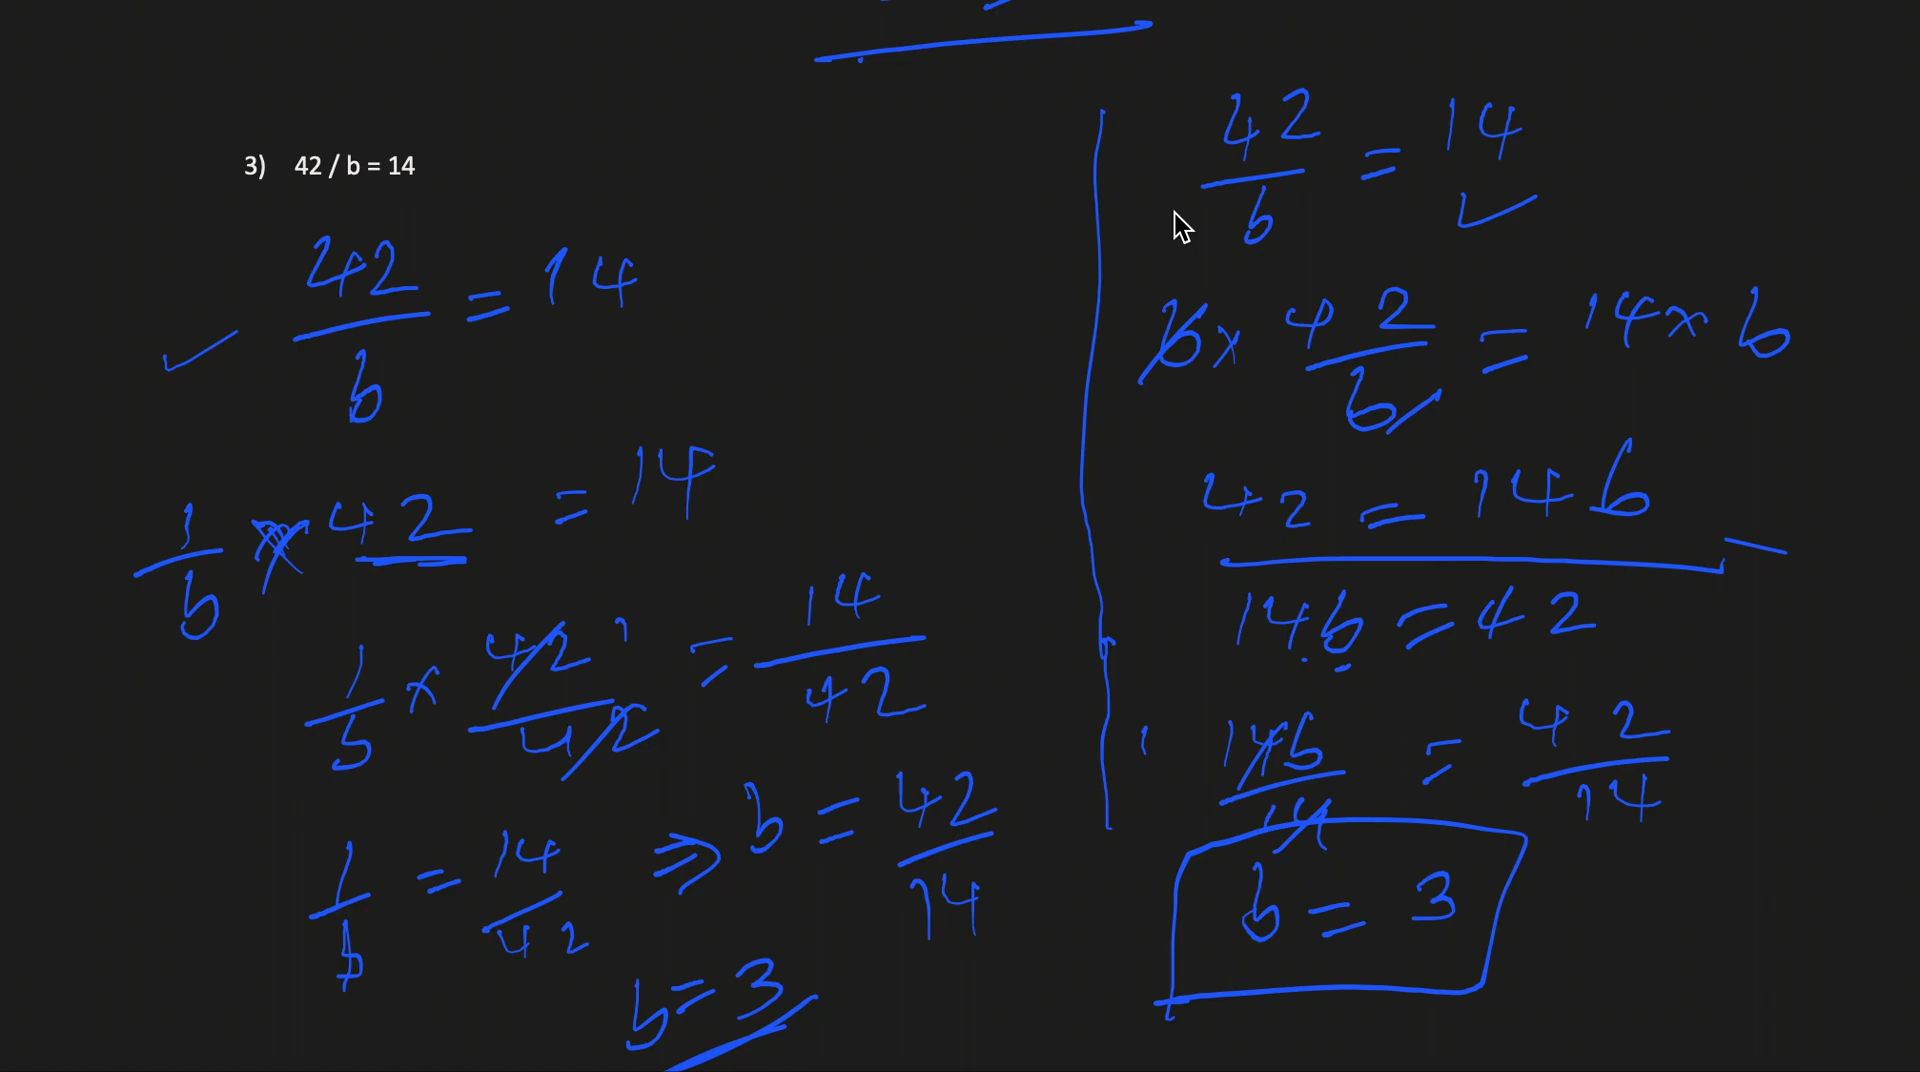 3) 42 / b = 14
42/b = 14
1/b × 42 = 14
1/b × 42/42 1 = 14/42
1/b = 14/42 ⇒ b = 42/14
b = 3
42/b = 14
b × 42/b = 14 × b
42 = 14b
14b = 42
14b/14 = 42/14
b = 3